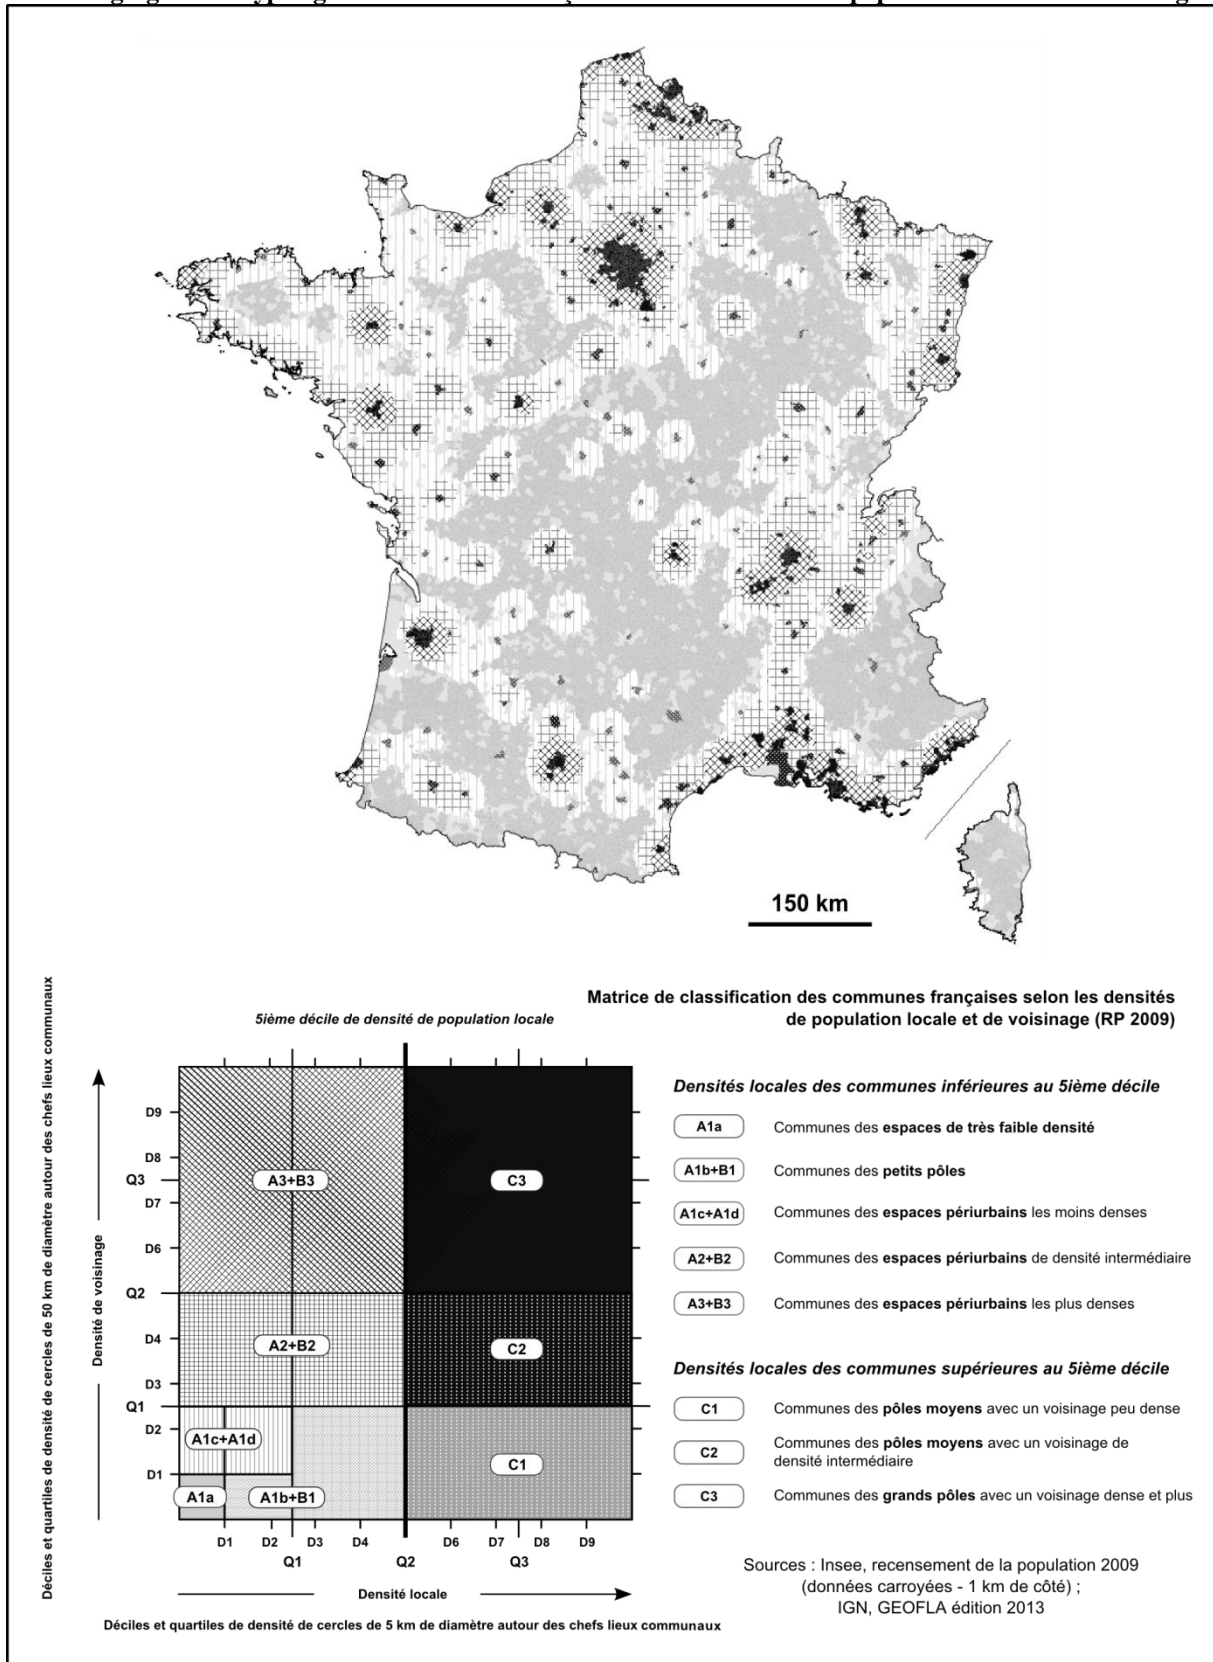 150 km
Matrice de classification des communes françaises selon les densités
de population locale et de voisinage (RP 2009)
5ième décile de densité de population locale
Déciles et quartiles de densité de cercles de 50 km de diamètre autour des chefs lieux communaux
Densité de voisinage
D9
D8
Q3
D7
D6
Q2
D4
D3
Q1
D2
D1
A3+B3
C3
A2+B2
C2
A1c+A1d
C1
A1a
A1b+B1
D1
D2
D3
D4
D6
D7
D8
D9
Q1
Q2
Q3
Densité locale
Déciles et quartiles de densité de cercles de 5 km de diamètre autour des chefs lieux communaux
Densités locales des communes inférieures au 5ième décile
A1a Communes des espaces de très faible densité
A1b+B1 Communes des petits pôles
A1c+A1d Communes des espaces périurbains les moins denses
A2+B2 Communes des espaces périurbains de densité intermédiaire
A3+B3 Communes des espaces périurbains les plus denses
Densités locales des communes supérieures au 5ième décile
C1 Communes des pôles moyens avec un voisinage peu dense
C2 Communes des pôles moyens avec un voisinage de
densité intermédiaire
C3 Communes des grands pôles avec un voisinage dense et plus
Sources : Insee, recensement de la population 2009
(données carroyées - 1 km de côté) ;
IGN, GEOFLA édition 2013